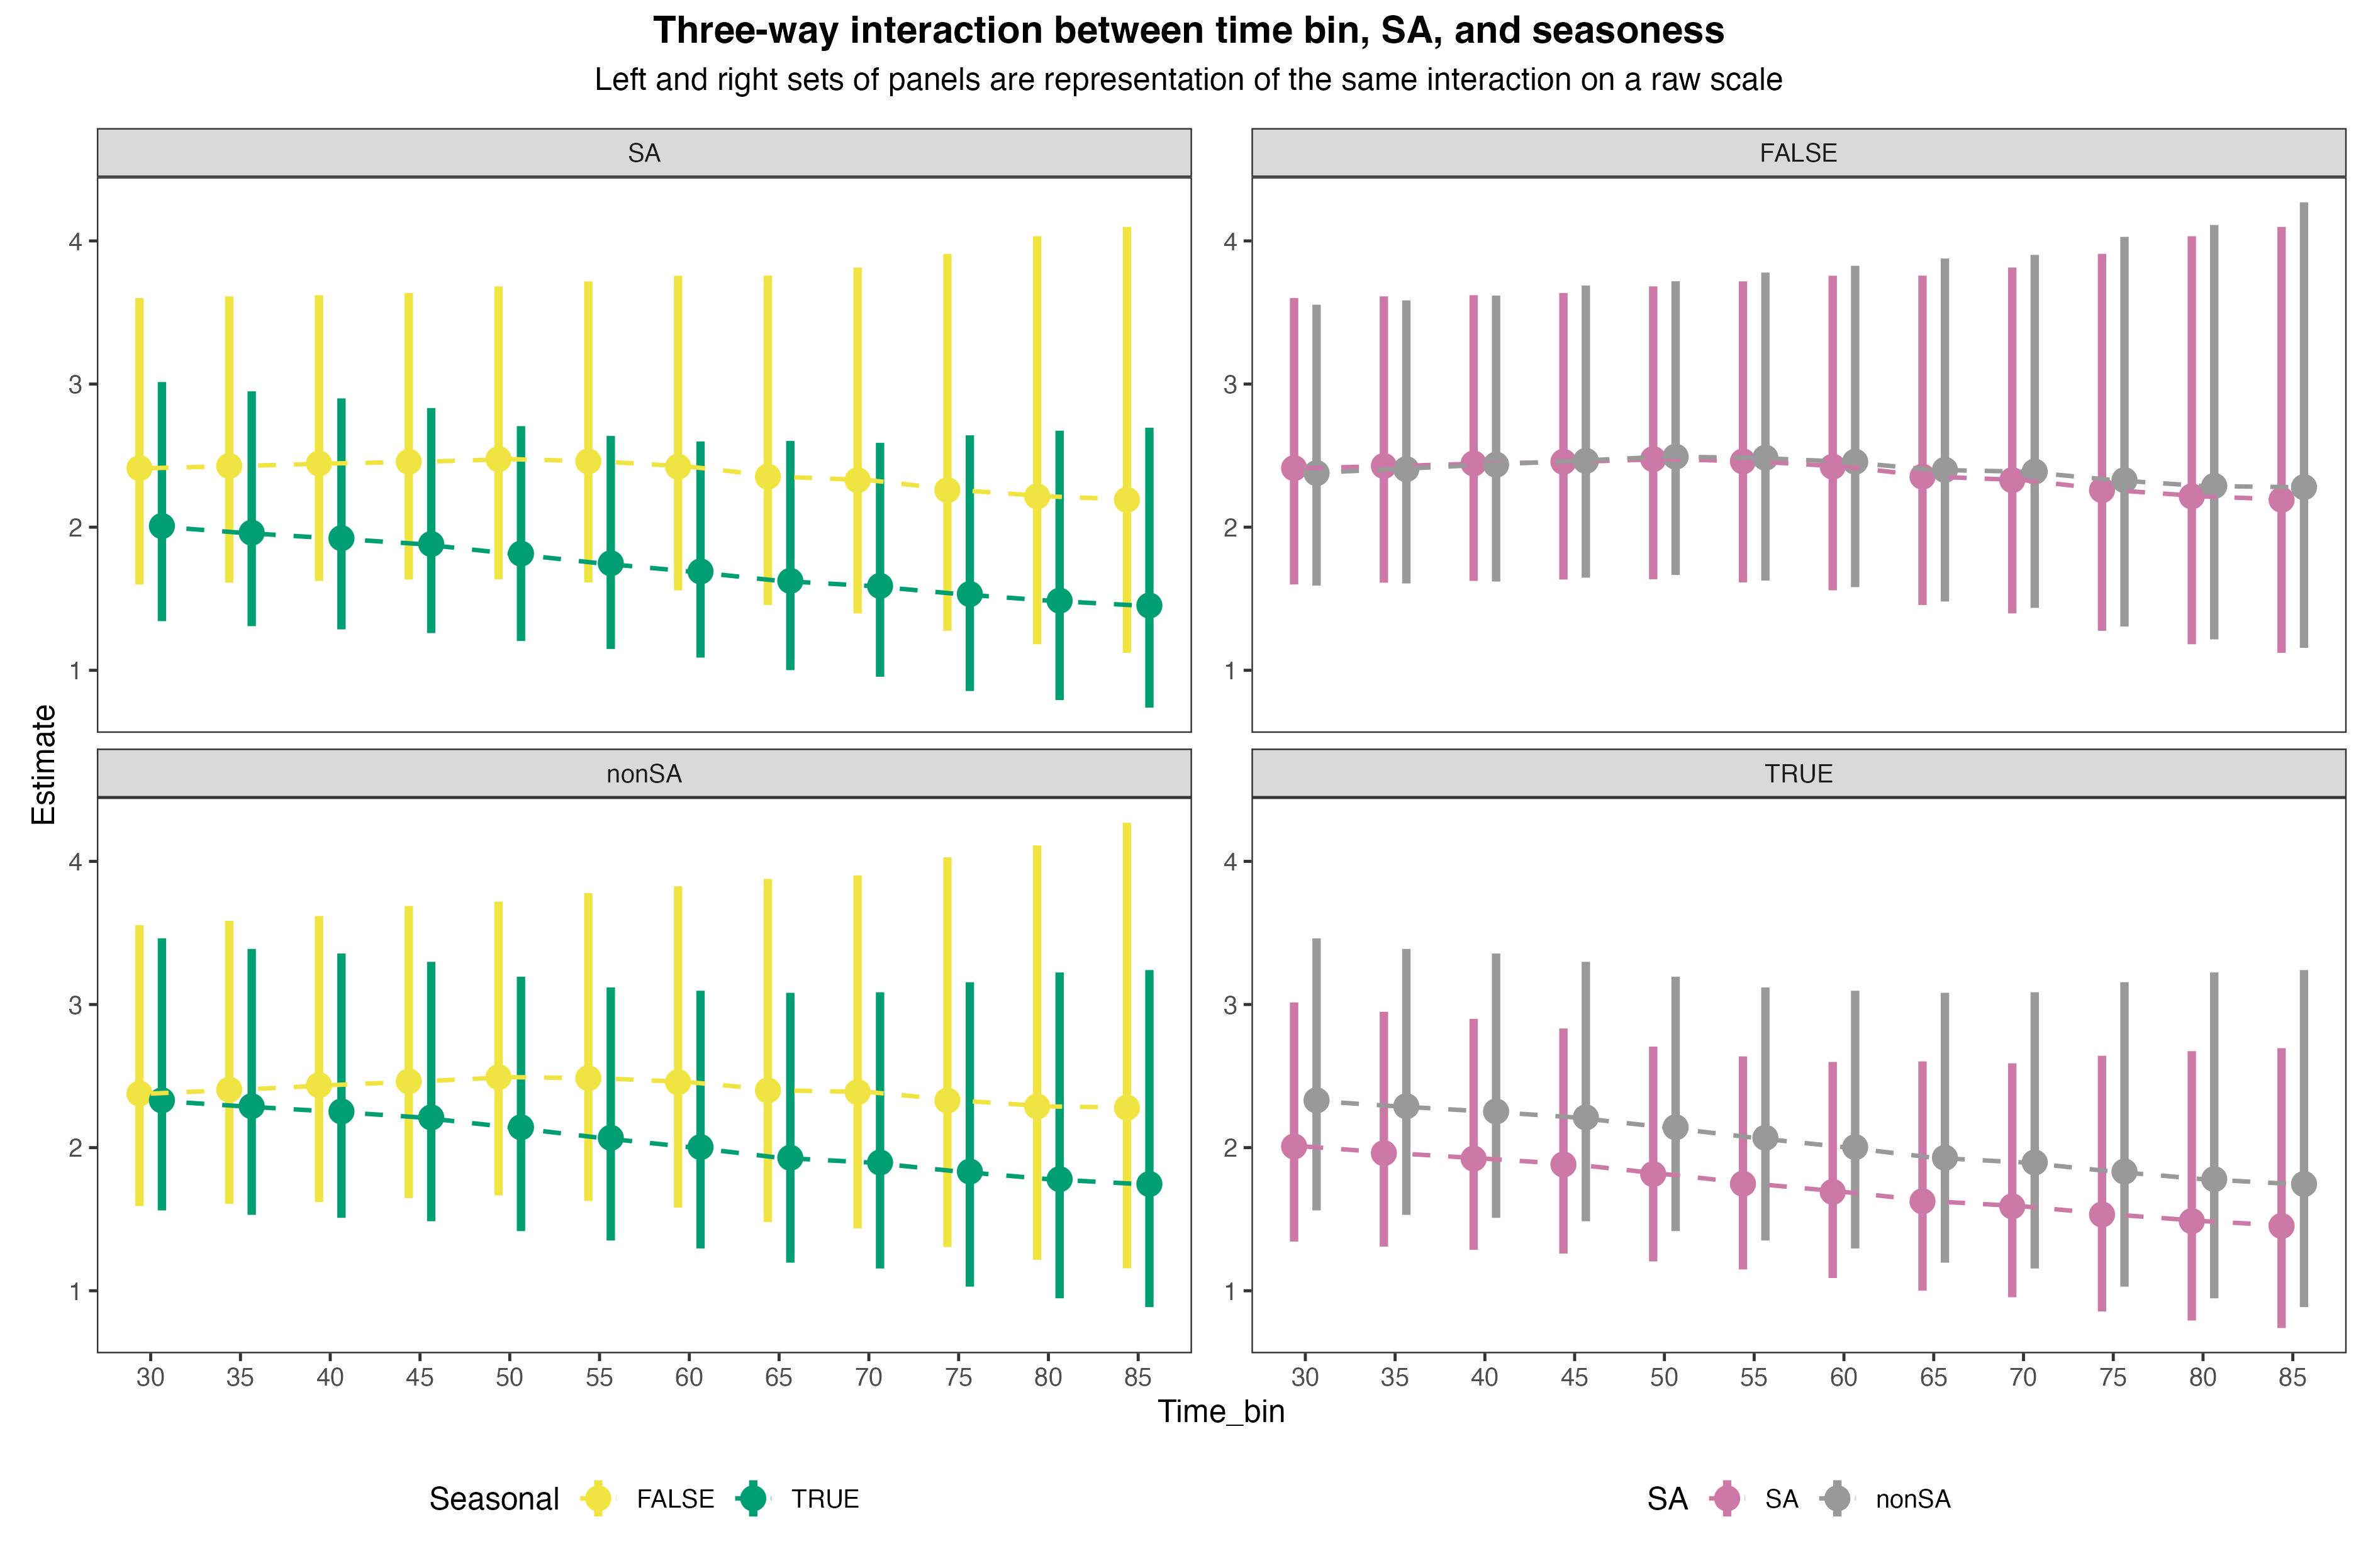 Three-way interaction between time bin, SA, and seasoness
Left and right sets of panels are representation of the same interaction on a raw scale
SA
FALSE
4
3
2
1
4
3
2
1
nonSA
TRUE
4
3
2
1
4
3
2
1
Estimate
30 35 40 45 50 55 60 65 70 75 80 85
30 35 40 45 50 55 60 65 70 75 80 85
Time_bin
Seasonal FALSE TRUE
SA SA nonSA